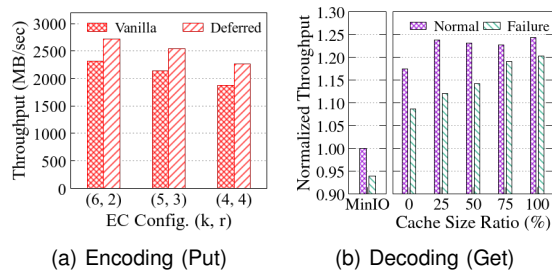 Throughput (MB/sec)
3000
2500
2000
1500
1000
500
0
Vanilla
Deferred
(6, 2)
(5, 3)
(4, 4)
EC Config. (k, r)
(a) Encoding (Put)
Normalized Throughput
1.25
1.20
1.15
1.10
1.05
1.00
0.95
0.90
Normal
Failure
MinIO
0
25
50
75
100
Cache Size Ratio (%)
(b) Decoding (Get)